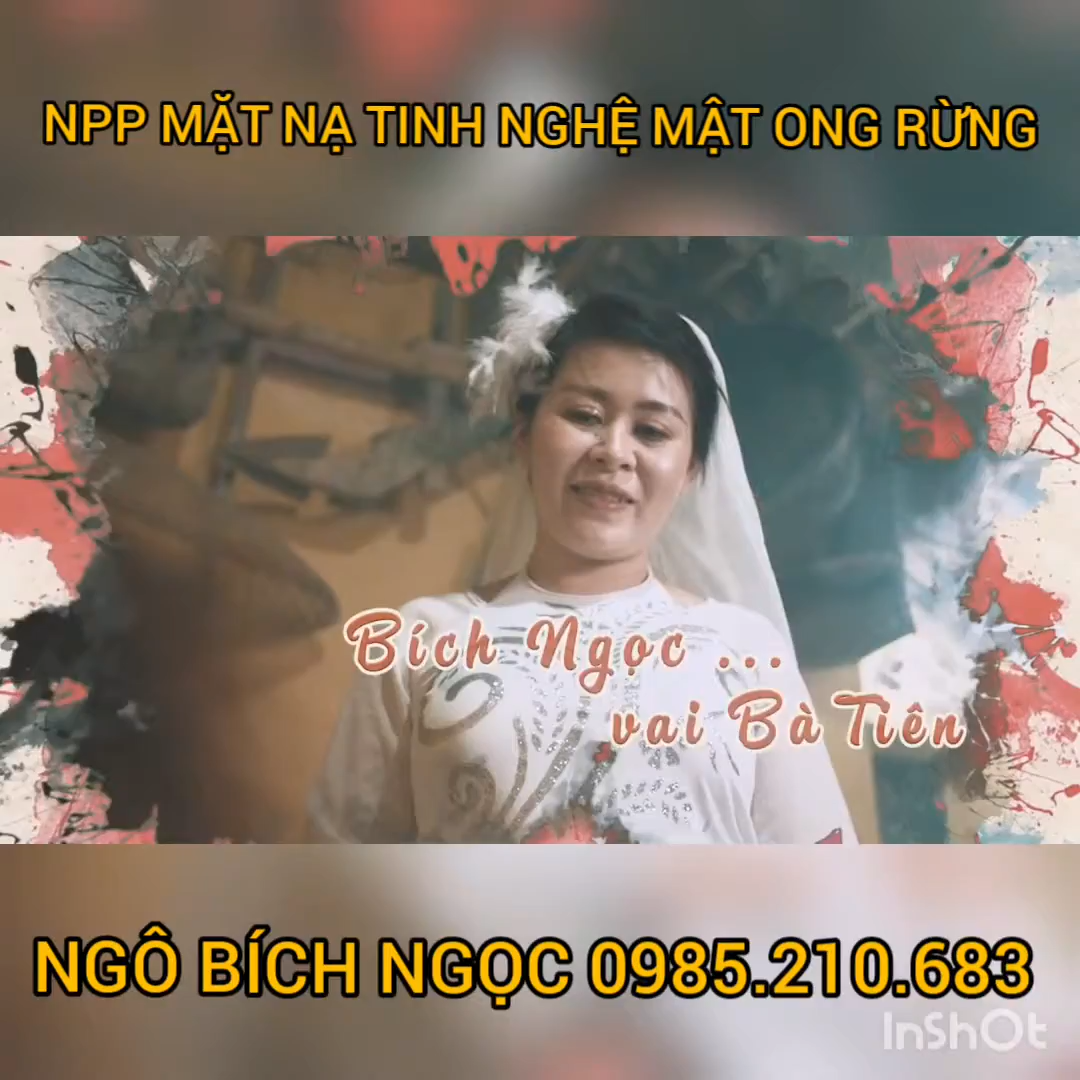 NPP MẶT NẠ TINH NGHỆ MẬT ONG RỪNG
Bích Ngọc ...
vai Bà Tiên
NGÔ BÍCH NGỌC 0985.210.683
InShOt